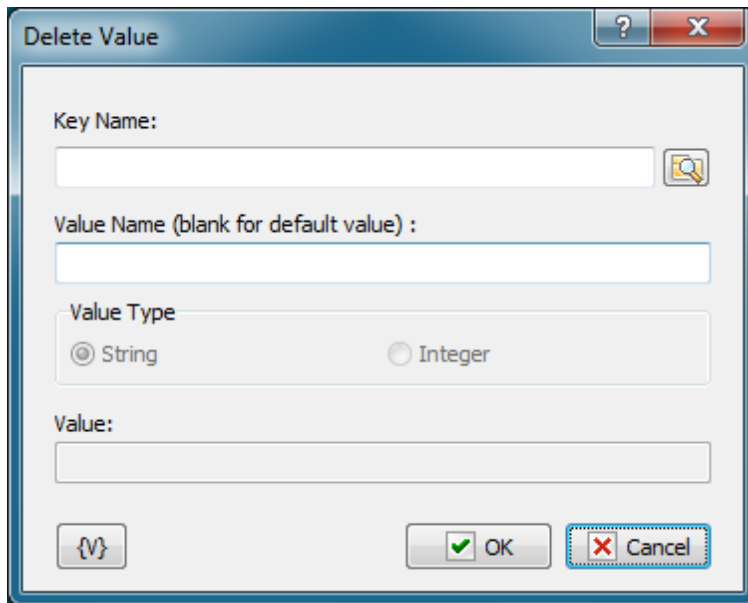 Delete Value
?
Key Name:
Value Name (blank for default value) :
Value Type
String
Integer
Value:
{V}
OK
Cancel